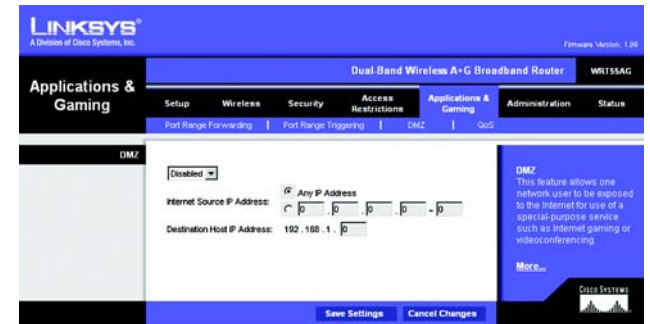 LINKSYS®
A Division of Cisco Systems, Inc.
Firmware Version: 1.09
Dual-Band Wireless A+G Broadband Router WRT55AG
Applications & Gaming
Setup Wireless Security Access Restrictions Applications & Gaming Administration Status
Port Range Forwarding | Port Range Triggering | DMZ | QoS
DMZ
Disabled
Internet Source IP Address: Any IP Address
0 . 0 . 0 . 0 - 0
Destination Host IP Address: 192 . 168 . 1 . 0
DMZ
This feature allows one
network user to be exposed
to the Internet for use of a
special-purpose service
such as Internet gaming or
videoconferencing.
More...
Save Settings Cancel Changes
CISCO SYSTEMS